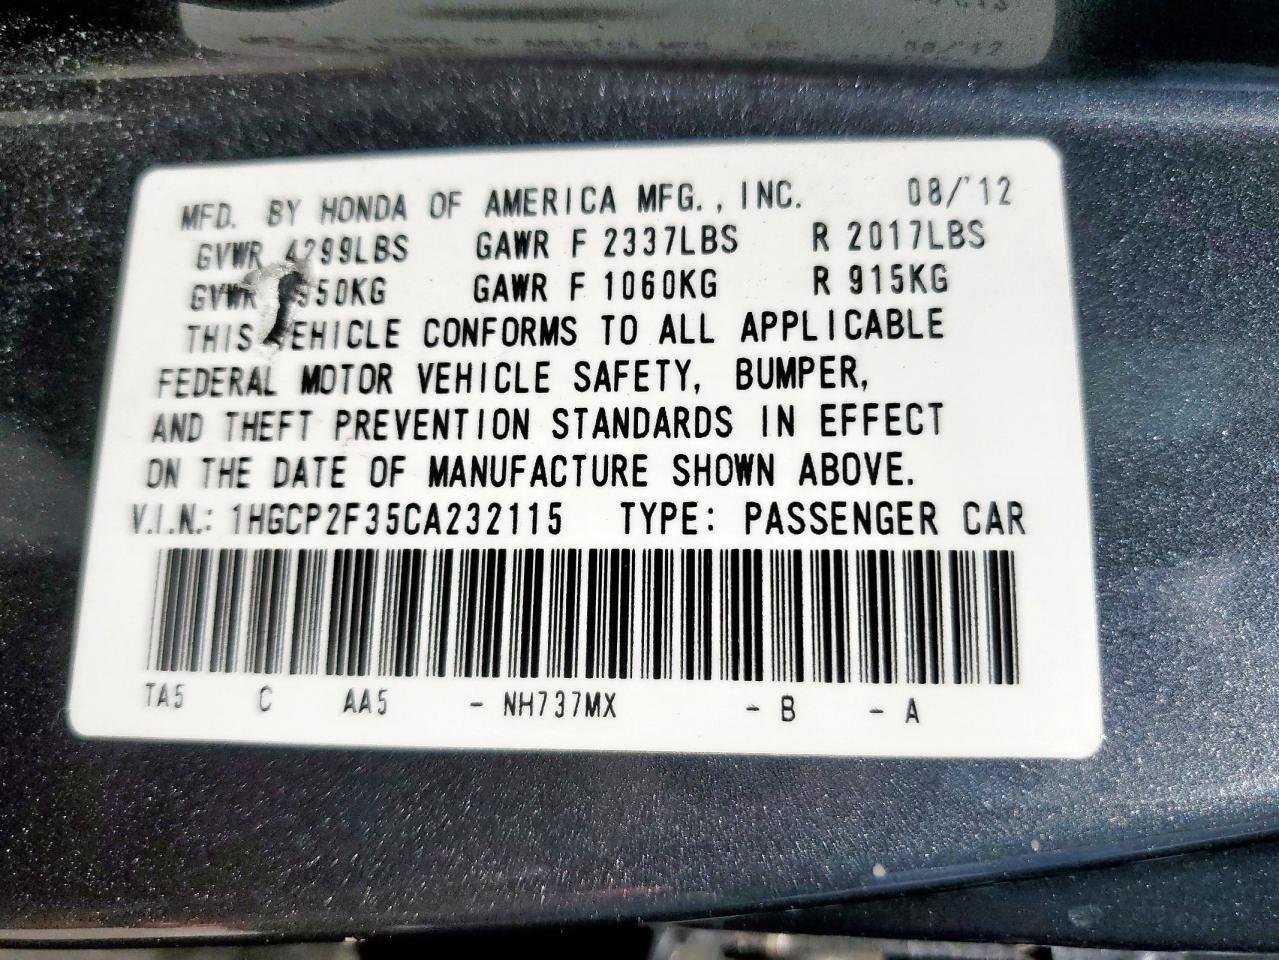 MFD. BY HONDA OF AMERICA MFG., INC. 08/'12
GVWR 4299LBS GAWR F 2337LBS R 2017LBS
GVWR GAWR F 1060KG R 915KG
THIS VEHICLE CONFORMS TO ALL APPLICABLE
FEDERAL MOTOR VEHICLE SAFETY, BUMPER,
AND THEFT PREVENTION STANDARDS IN EFFECT
ON THE DATE OF MANUFACTURE SHOWN ABOVE.
V.I.N.: 1HGCP2F35CA232115 TYPE: PASSENGER CAR
TA5 C AA5 - NH737MX - B - A